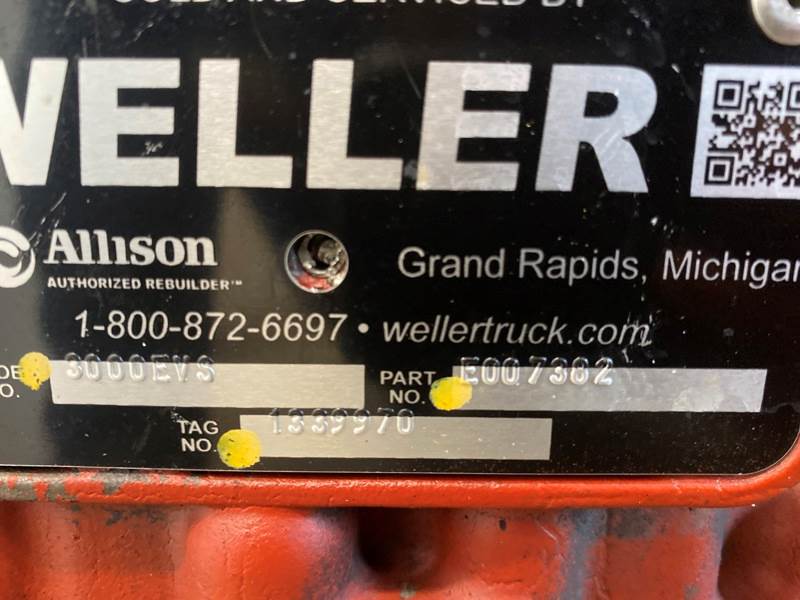 WELLER
Allison
AUTHORIZED REBUILDER™
Grand Rapids, Michigan
1-800-872-6697 • wellertruck.com
3000EVS
PART NO. E0Q7382
TAG NO. 1339970